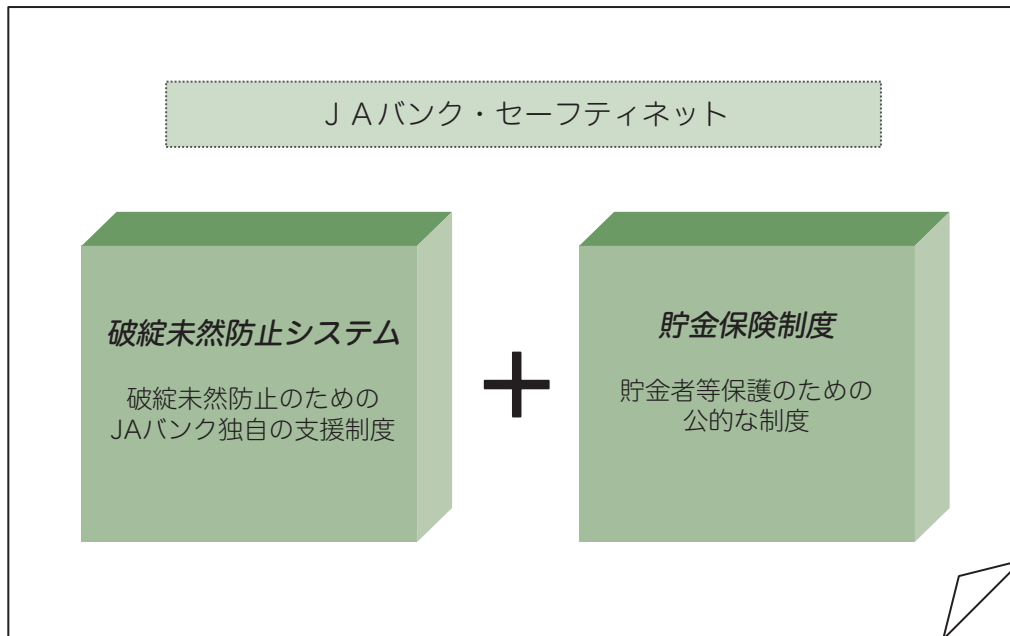 ＪＡバンク・セーフティネット
破綻未然防止システム
破綻未然防止のための
JAバンク独自の支援制度
＋
貯金保険制度
貯金者等保護のための
公的な制度